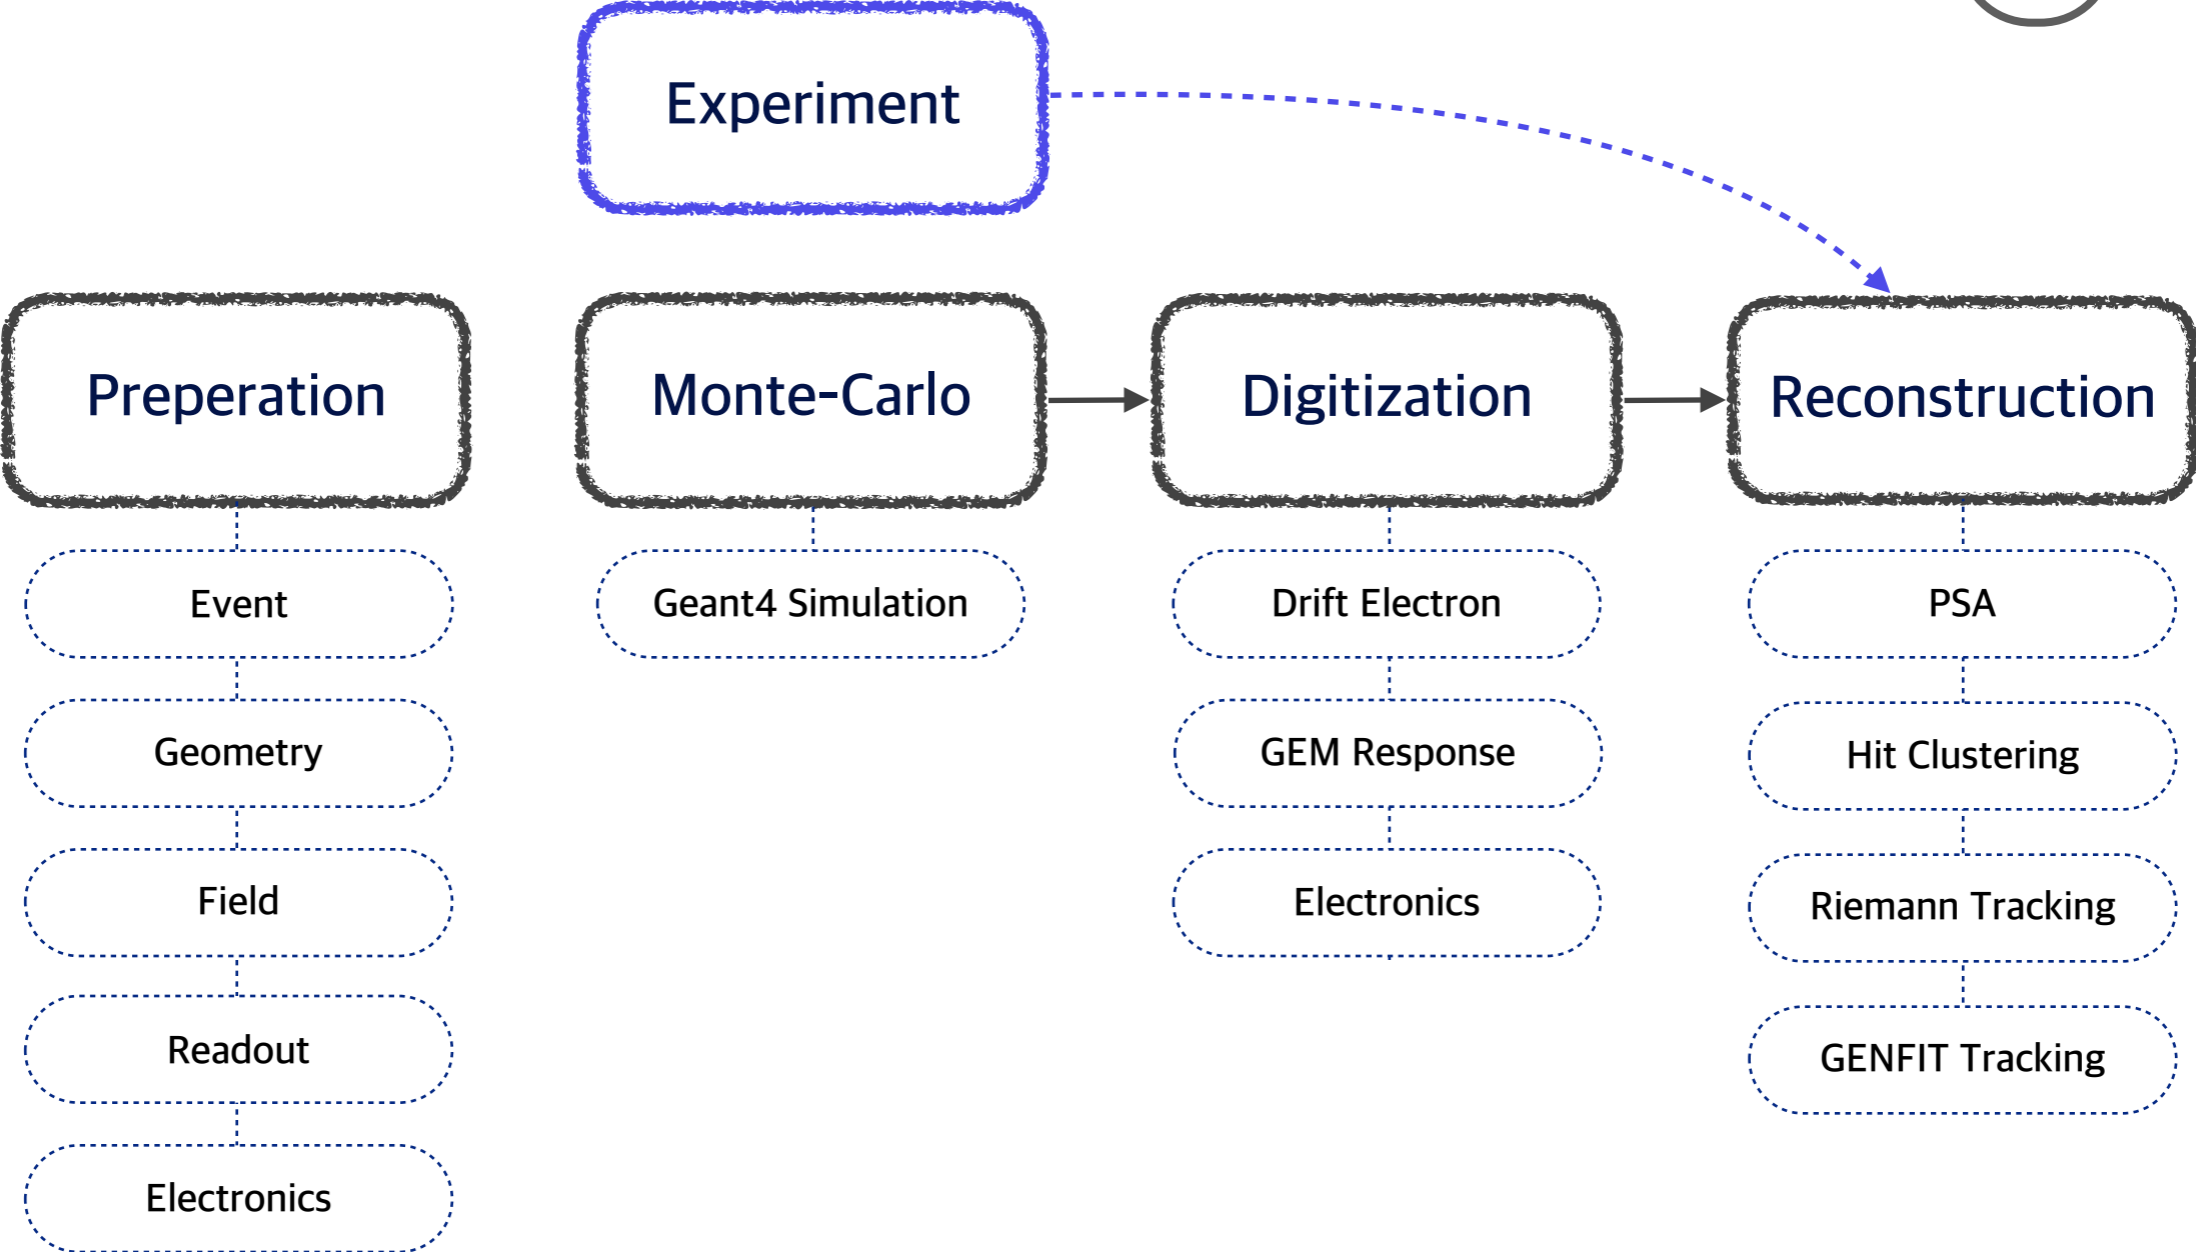 Experiment
Preperation
Monte-Carlo
Digitization
Reconstruction
Event
Geometry
Field
Readout
Electronics
Geant4 Simulation
Drift Electron
GEM Response
Electronics
PSA
Hit Clustering
Riemann Tracking
GENFIT Tracking